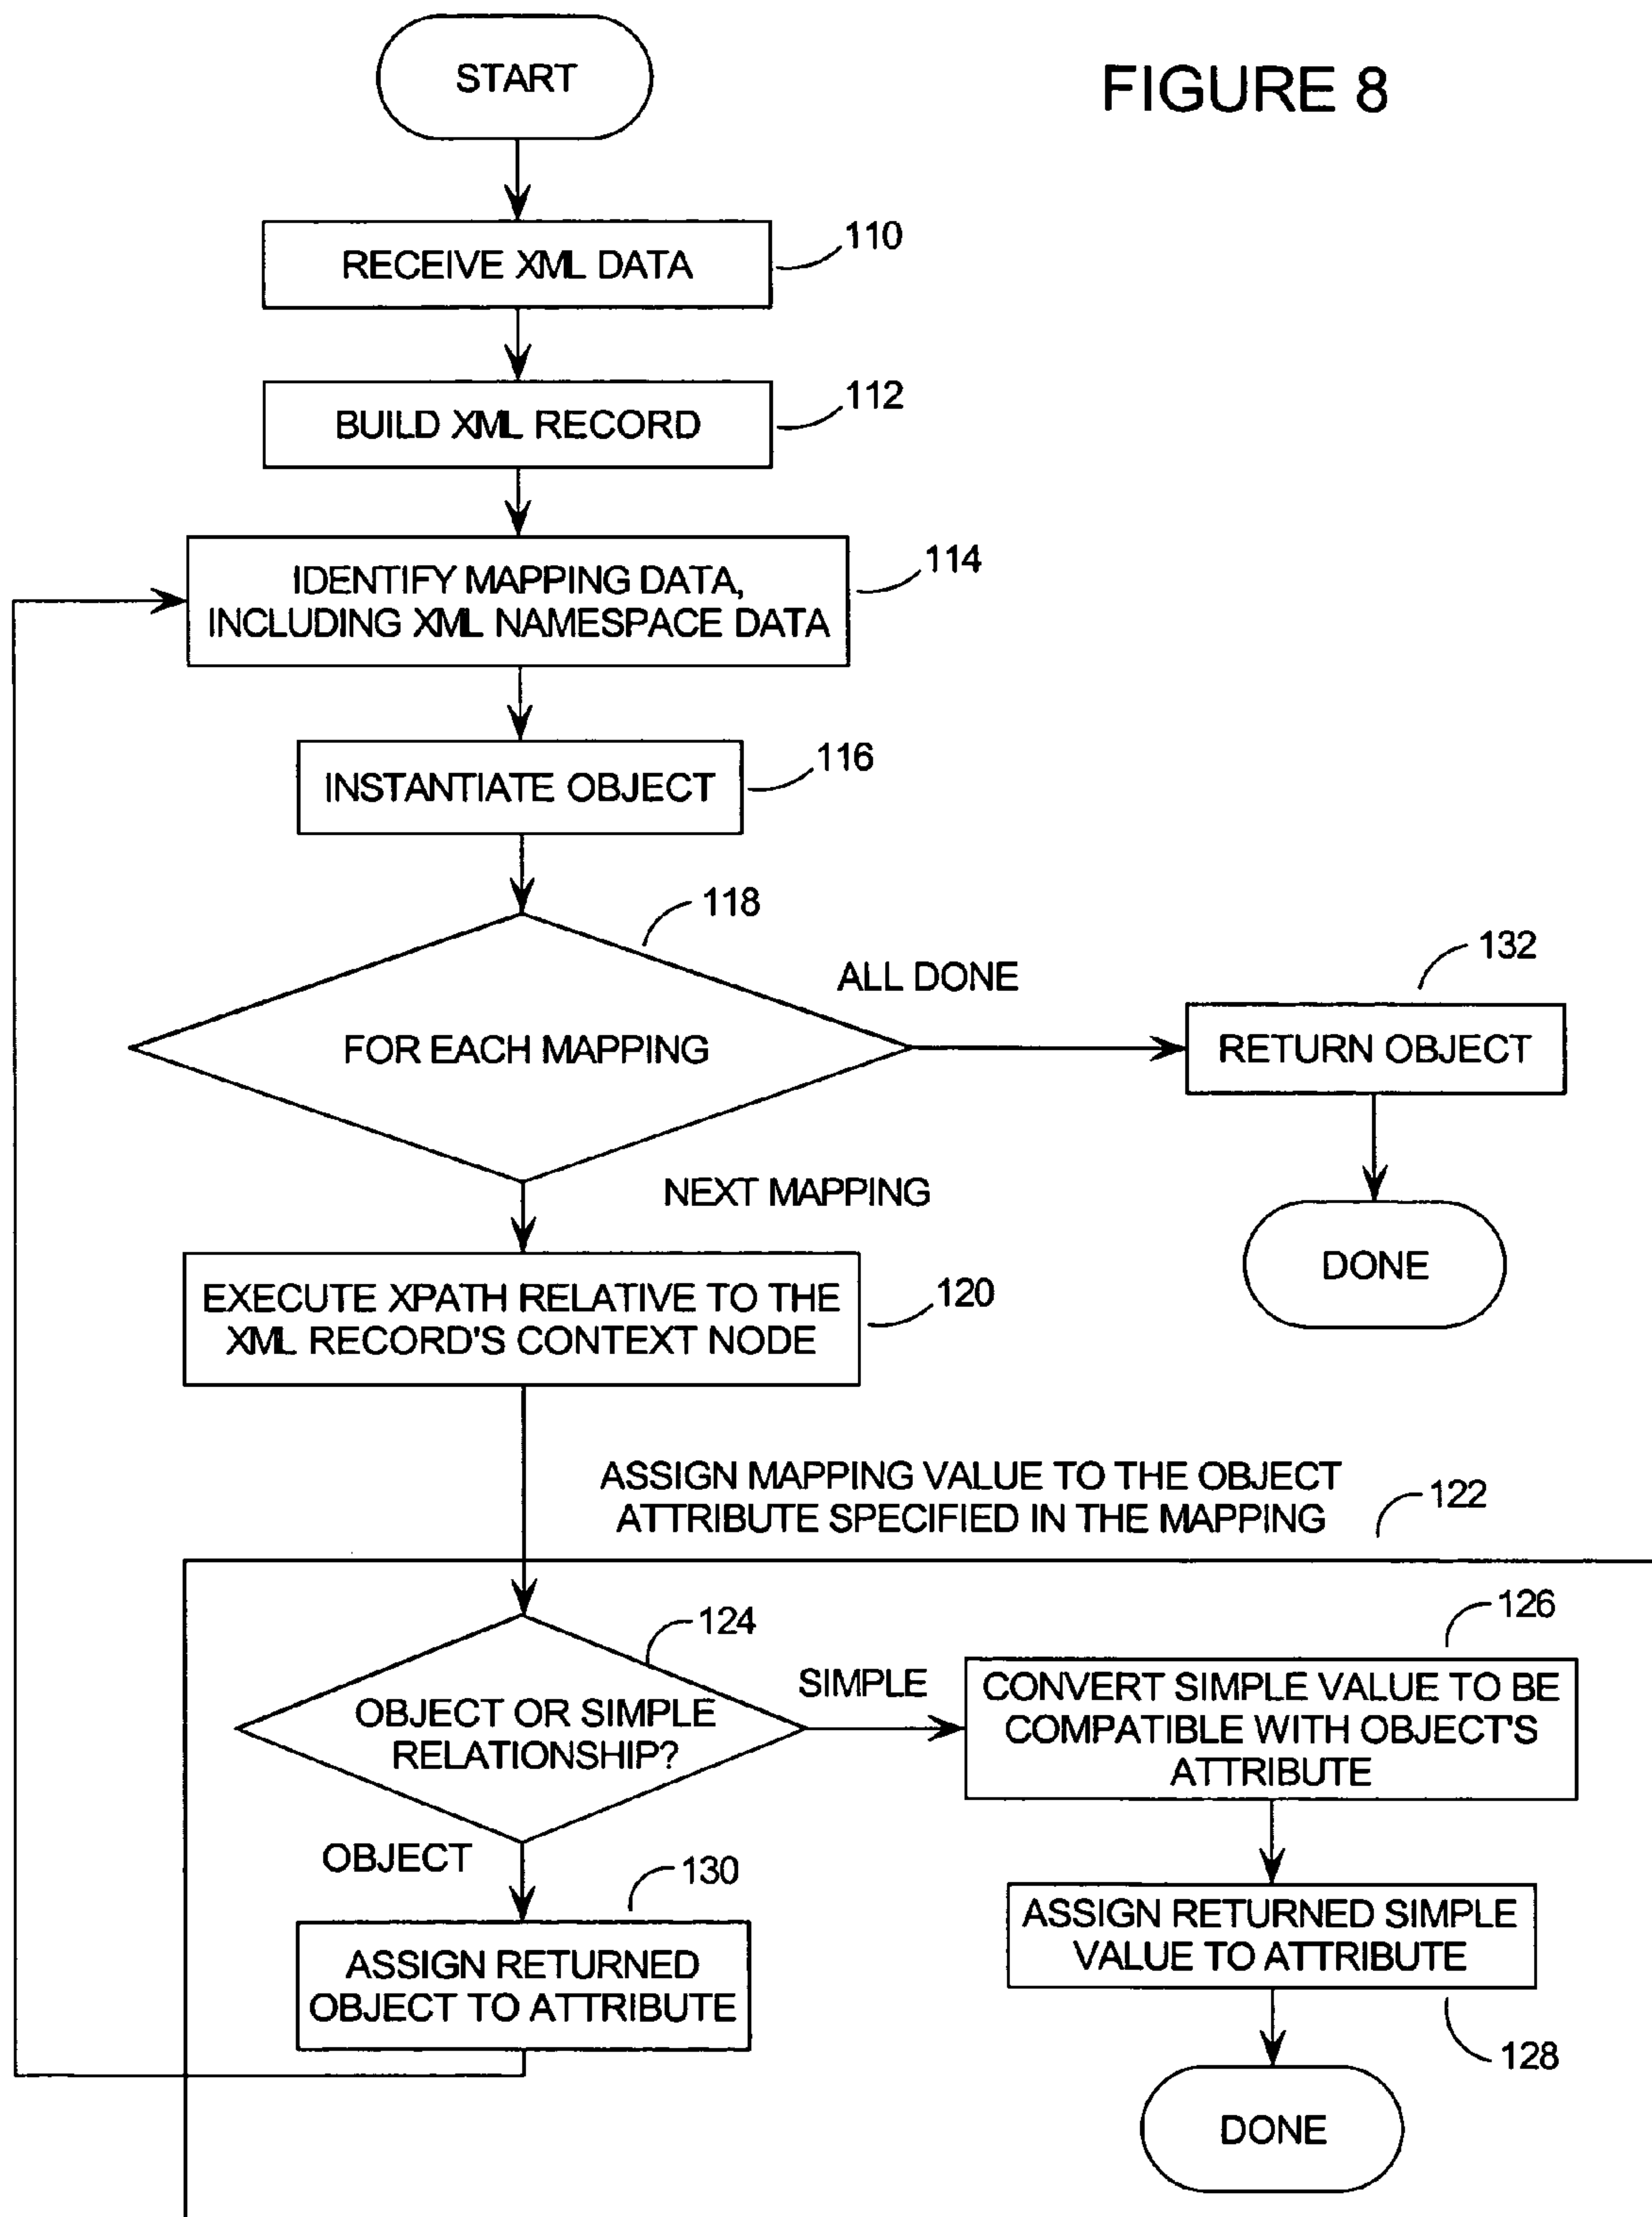 START
FIGURE 8
RECEIVE XML DATA
110
BUILD XML RECORD
112
IDENTIFY MAPPING DATA,
INCLUDING XML NAMESPACE DATA
114
INSTANTIATE OBJECT
116
FOR EACH MAPPING
118
ALL DONE
RETURN OBJECT
132
DONE
NEXT MAPPING
EXECUTE XPATH RELATIVE TO THE
XML RECORD'S CONTEXT NODE
120
ASSIGN MAPPING VALUE TO THE OBJECT
ATTRIBUTE SPECIFIED IN THE MAPPING
122
OBJECT OR SIMPLE
RELATIONSHIP?
124
SIMPLE
CONVERT SIMPLE VALUE TO BE
COMPATIBLE WITH OBJECT'S
ATTRIBUTE
126
OBJECT
ASSIGN RETURNED
OBJECT TO ATTRIBUTE
130
ASSIGN RETURNED SIMPLE
VALUE TO ATTRIBUTE
128
DONE